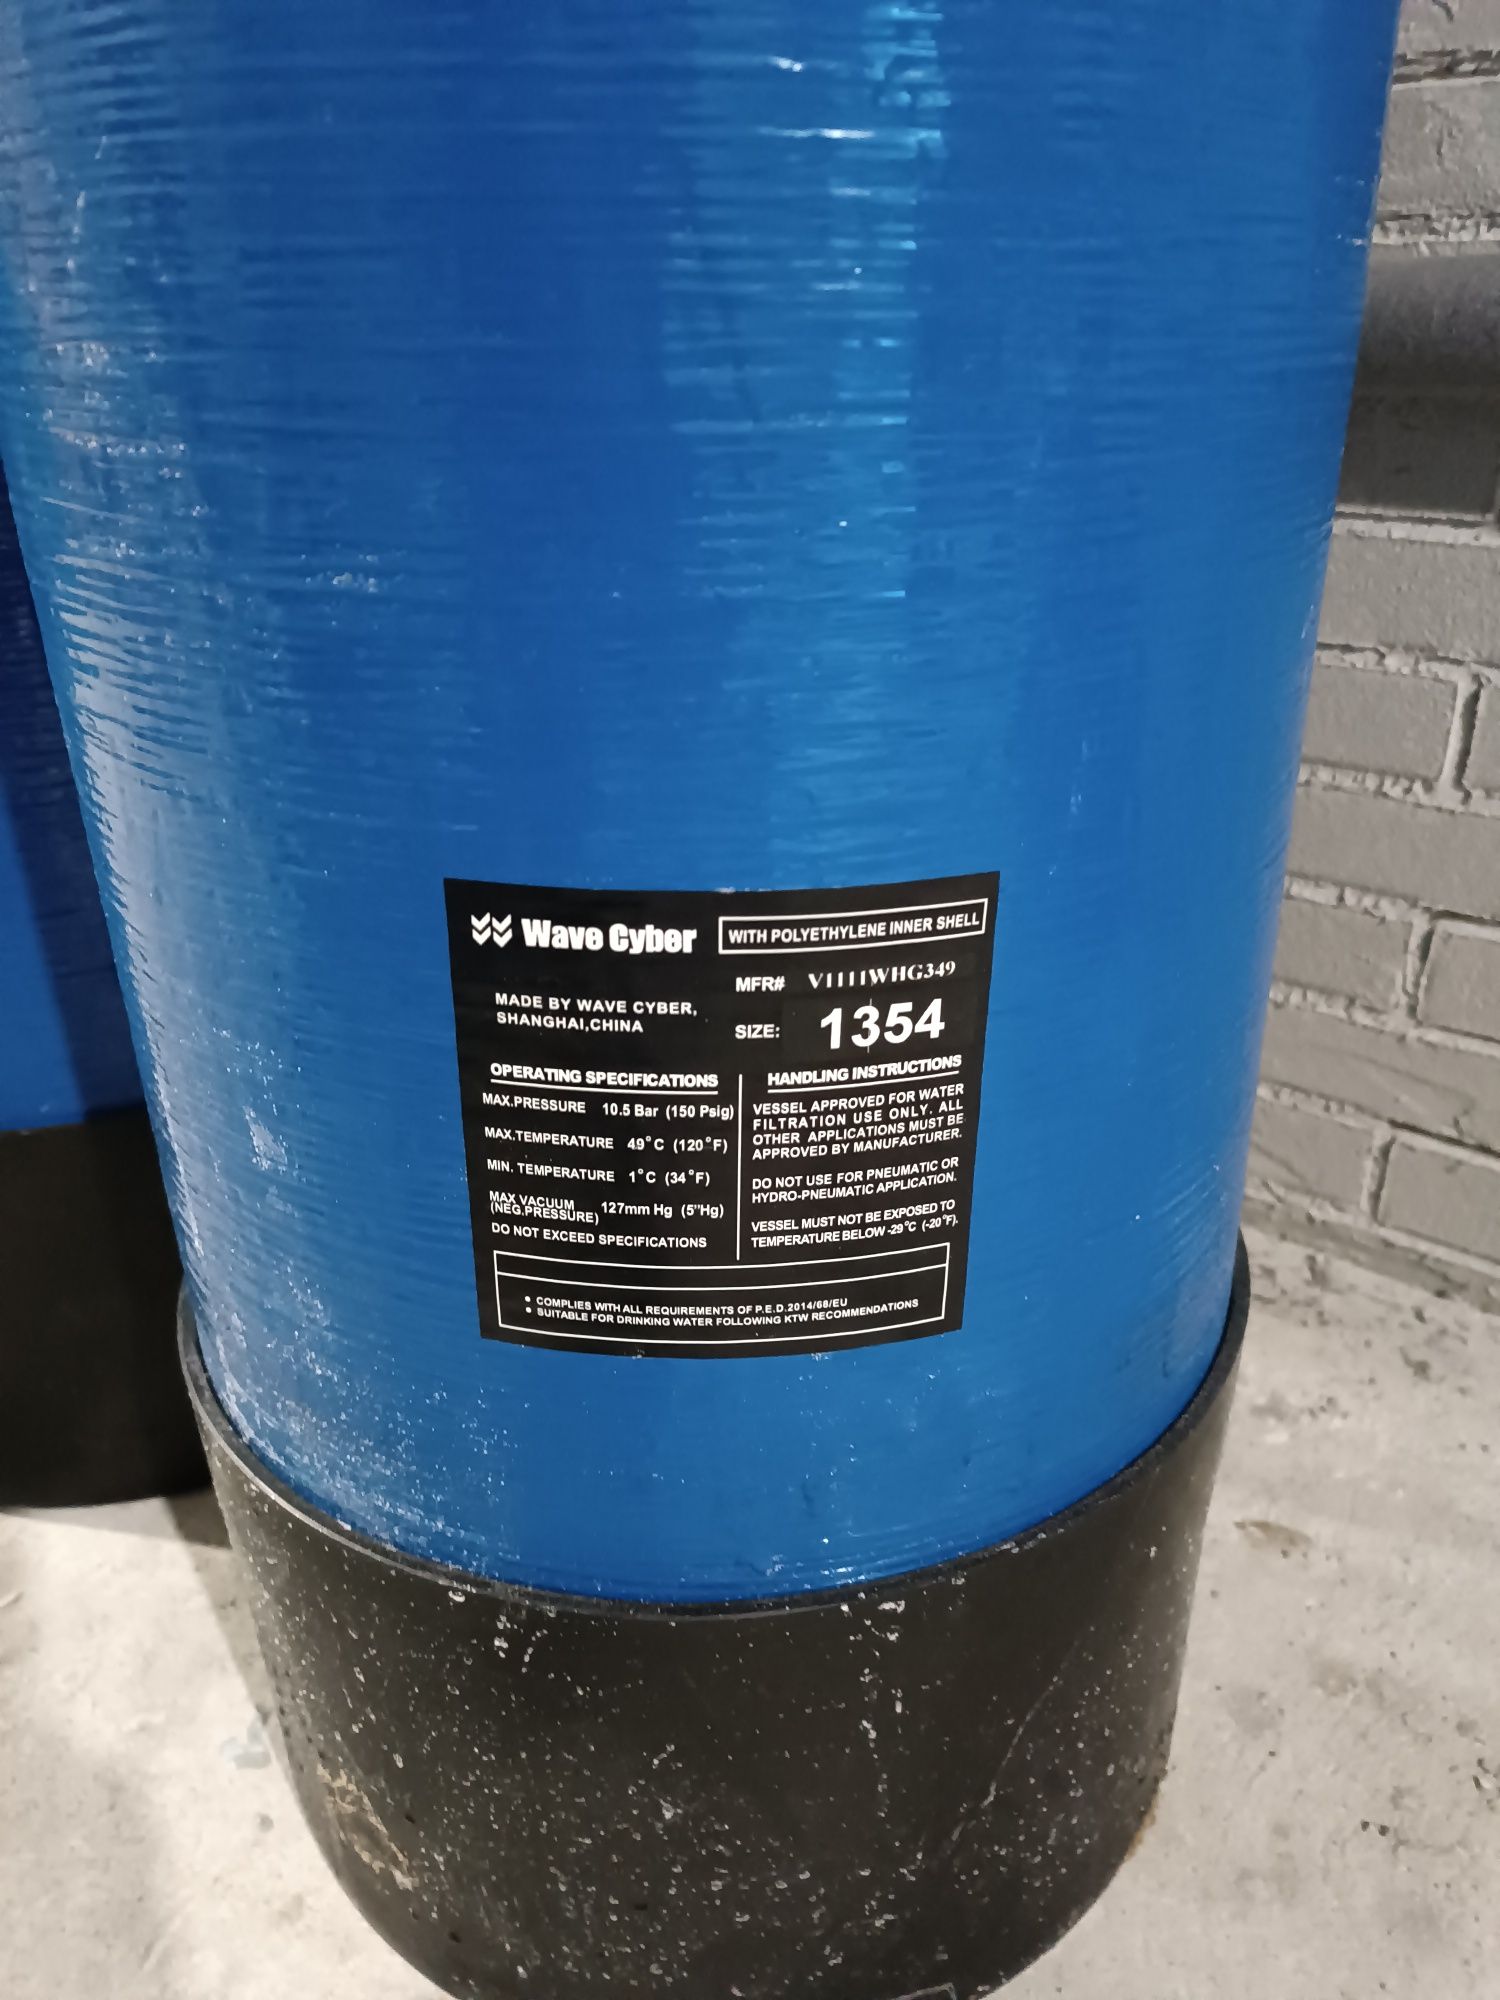 Wave Cyber
WITH POLYETHYLENE INNER SHELL
MFR# V1111WHG349
MADE BY WAVE CYBER,
SHANGHAI,CHINA
SIZE: 1354
OPERATING SPECIFICATIONS
MAX.PRESSURE 10.5 Bar (150 Psig)
MAX.TEMPERATURE 49°C (120°F)
MIN. TEMPERATURE 1°C (34°F)
MAX VACUUM
(NEG.PRESSURE) 127mm Hg (5"Hg)
DO NOT EXCEED SPECIFICATIONS
HANDLING INSTRUCTIONS
VESSEL APPROVED FOR WATER
FILTRATION USE ONLY. ALL
OTHER APPLICATIONS MUST BE
APPROVED BY MANUFACTURER.
DO NOT USE FOR PNEUMATIC OR
HYDRO-PNEUMATIC APPLICATION.
VESSEL MUST NOT BE EXPOSED TO
TEMPERATURE BELOW -29°C (-20°F).
• COMPLIES WITH ALL REQUIREMENTS OF P.E.D.2014/68/EU
• SUITABLE FOR DRINKING WATER FOLLOWING KTW RECOMMENDATIONS